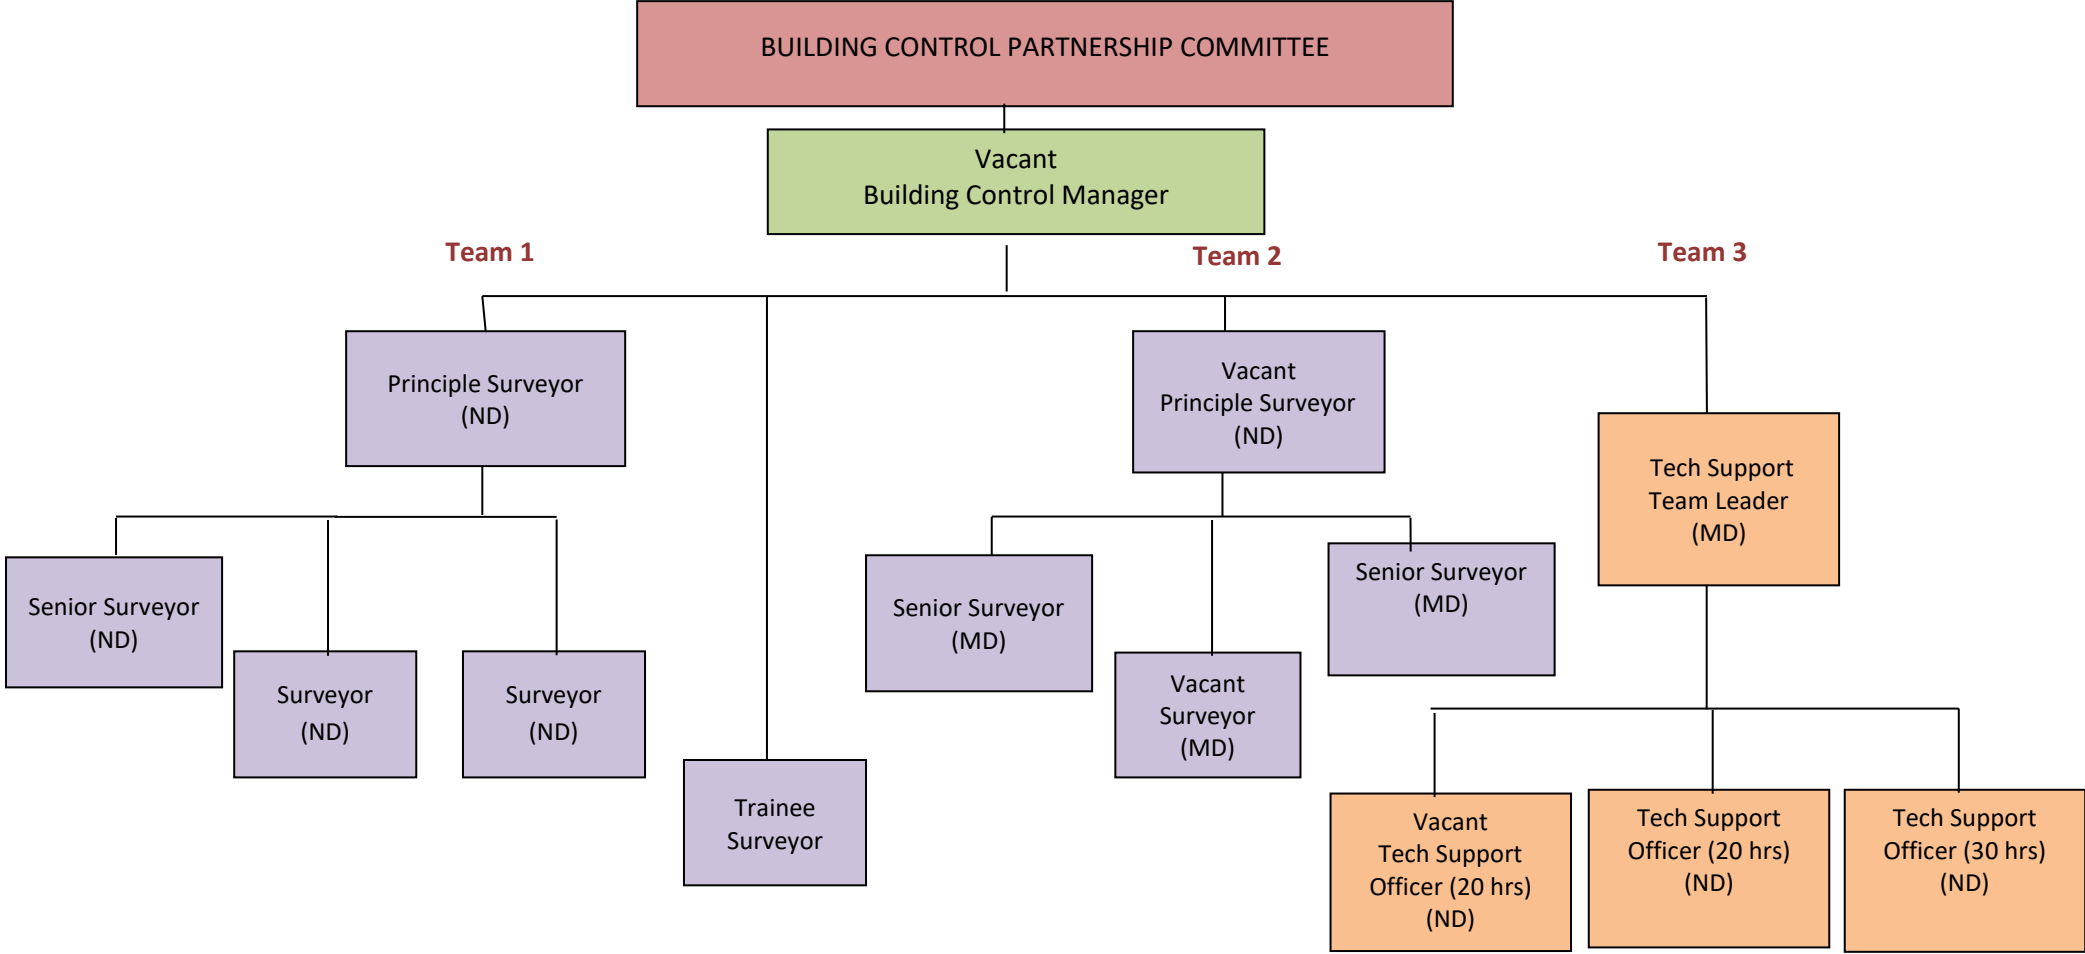 BUILDING CONTROL PARTNERSHIP COMMITTEE
Vacant
Building Control Manager
Team 1
Team 2
Team 3
Principle Surveyor
(ND)
Vacant
Principle Surveyor
(ND)
Tech Support
Team Leader
(MD)
Senior Surveyor
(ND)
Surveyor
(ND)
Surveyor
(ND)
Trainee
Surveyor
Senior Surveyor
(MD)
Vacant
Surveyor
(MD)
Senior Surveyor
(MD)
Vacant
Tech Support
Officer (20 hrs)
(ND)
Tech Support
Officer (20 hrs)
(ND)
Tech Support
Officer (30 hrs)
(ND)